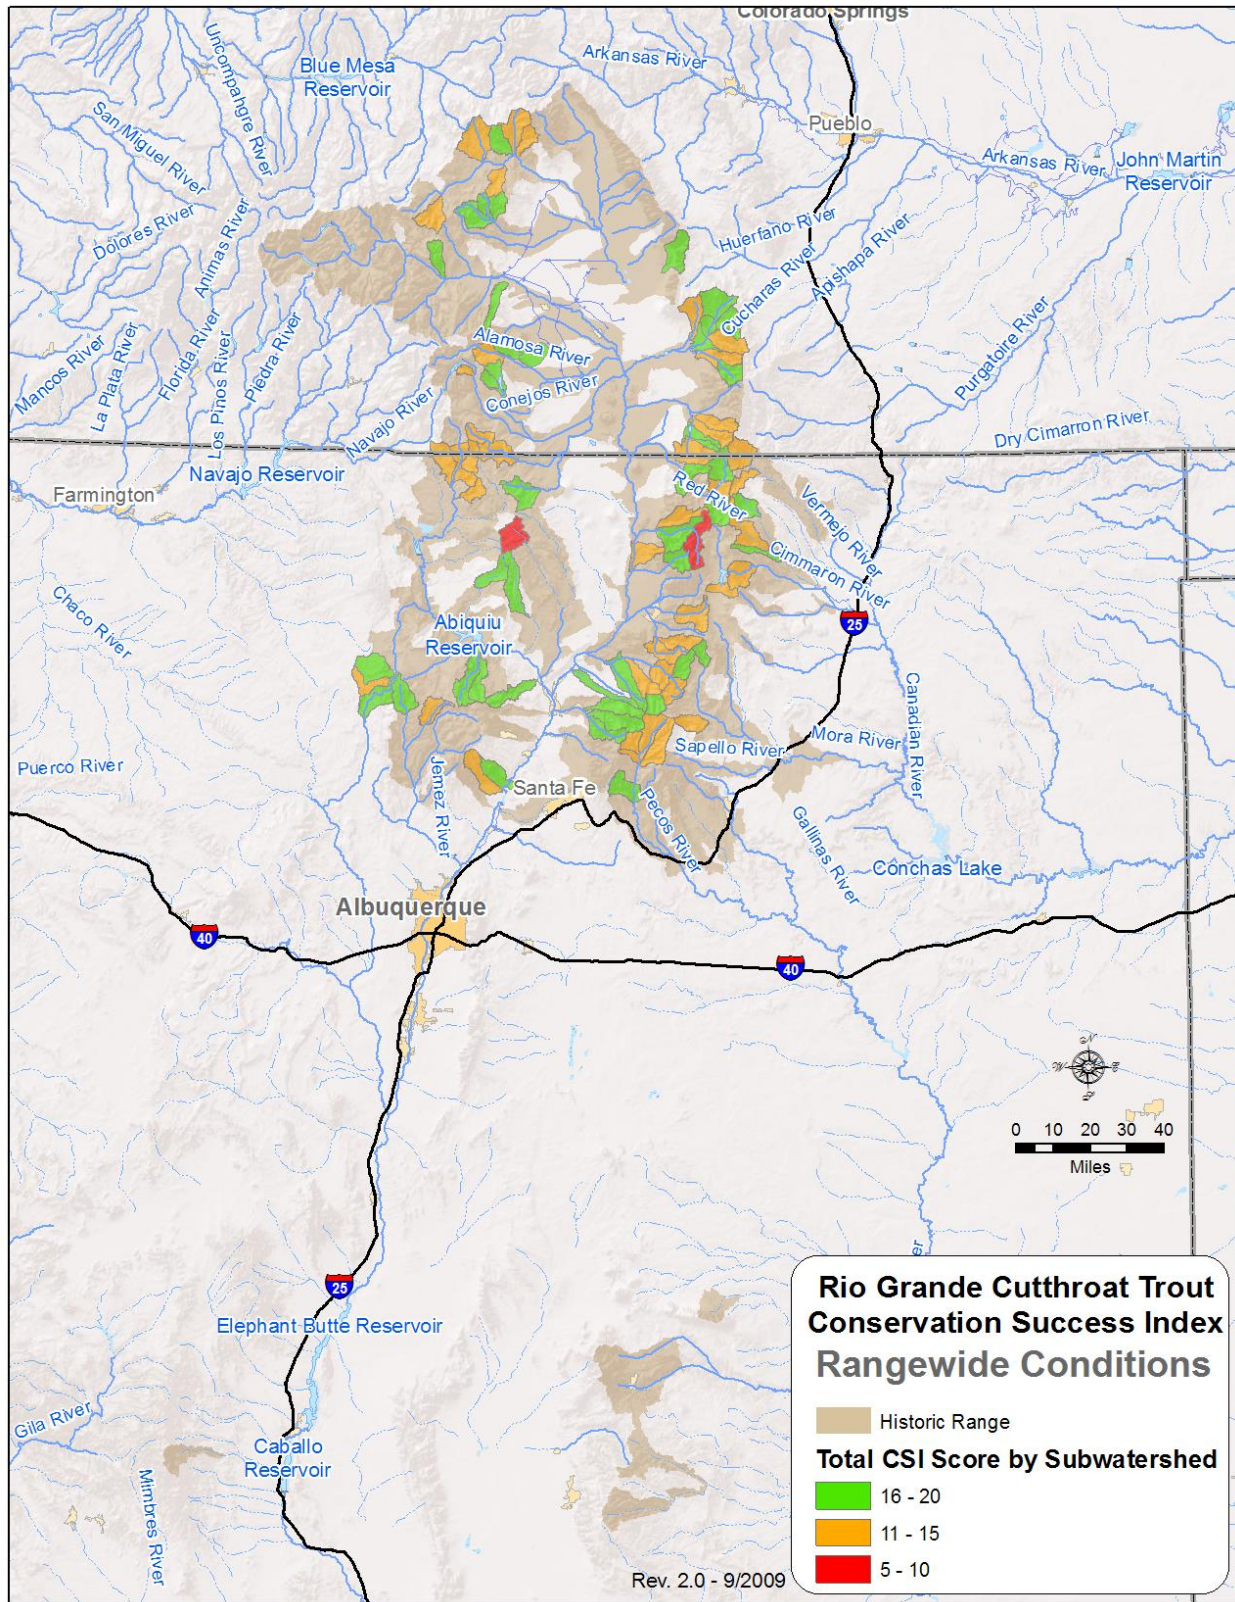 Colorado Springs
Arkansas River
Uncompahgre River
Blue Mesa
Reservoir
San Miguel River
Pueblo
Arkansas River
John Martin
Reservoir
Dolores River
Animas River
Huerfano River
Cucharas River
Apishapa River
Purgatoire River
Mancos River
La Plata River
Florida River
Los Pinos River
Piedra River
Navajo River
Alamosa River
Conejos River
Dry Cimarron River
Navajo Reservoir
Farmington
Red River
Vermejo River
Cimmaron River
25
Chaco River
Abiquiu
Reservoir
Canadian River
Puerco River
Jemez River
Santa Fe
Sapello River
Mora River
Pecos River
Gallinas River
Conchas Lake
Albuquerque
40
40
N
W
E
S
0 10 20 30 40
Miles
25
Elephant Butte Reservoir
Gila River
Caballo
Reservoir
Mimbres River
Rio Grande Cutthroat Trout
Conservation Success Index
Rangewide Conditions
Historic Range
Total CSI Score by Subwatershed
16 - 20
11 - 15
5 - 10
Rev. 2.0 - 9/2009